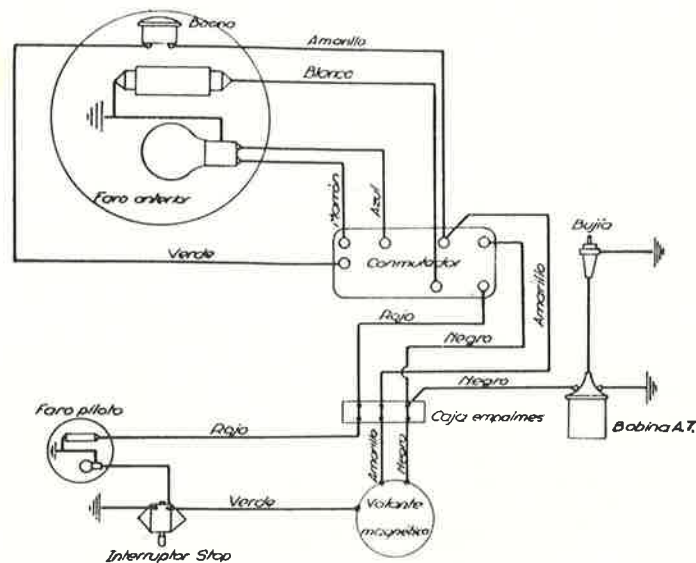 Bocna
Amarillo
Blanco
Faro anterior
Marrón
Azul
Verde
Conmutador
Bujía
Amarillo
Rojo
Negro
Negro
Caja empalmes
Bobina A.T.
Faro piloto
Rojo
Amarillo
Negro
Verde
Volante
magnético
Interruptor Stop